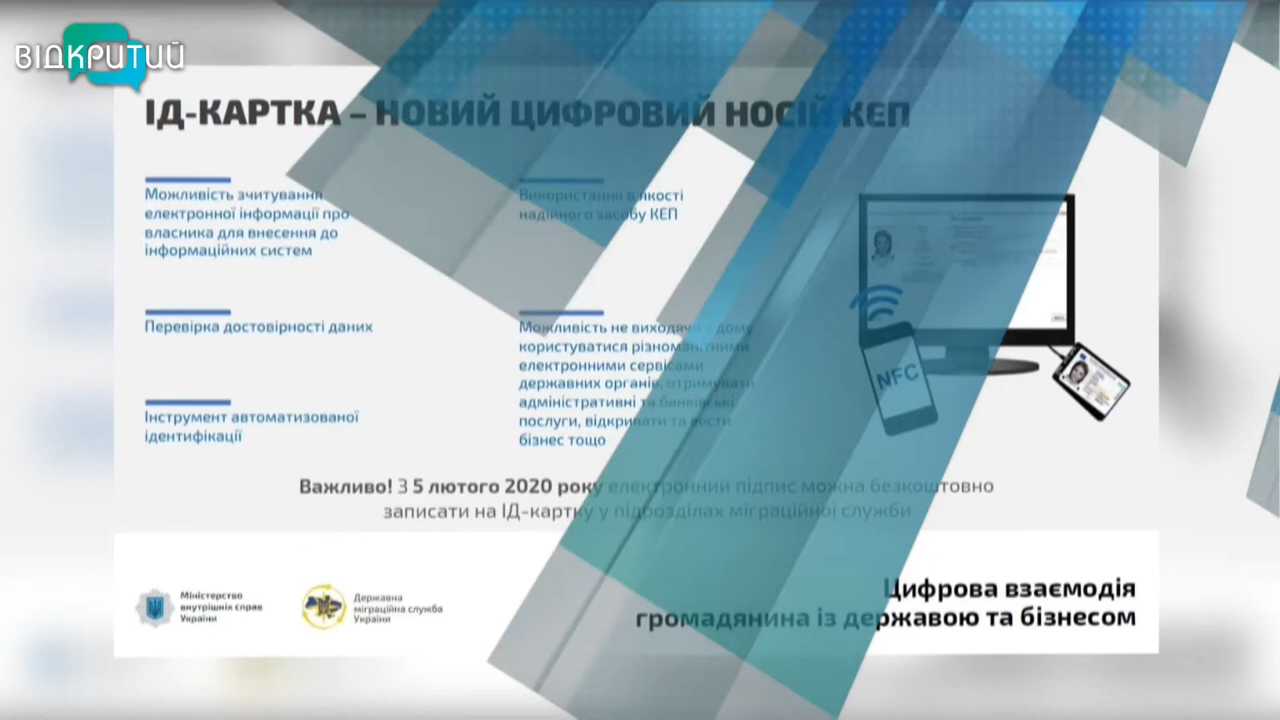 ВІДКРИТИЙ
ІД-КАРТКА – НОВИЙ ЦИФРОВИЙ НОСІЙ КЕП
Можливість зчитування
електронної інформації про
власника для внесення до
інформаційних систем
Перевірка достовірності даних
Інструмент автоматизованої
ідентифікації
Використання в якості
надійного засобу КЕП
Можливість не виходячи з дому
користуватися різноманітними
електронними сервісами
державних органів, отримувати
адміністративні та банківські
послуги, відкривати та вести
бізнес тощо
NFC
Важливо! З 5 лютого 2020 року електронний підпис можна безкоштовно
записати на ІД-картку у підрозділах міграційної служби
Міністерство
внутрішніх справ
України
Державна
міграційна служба
України
Цифрова взаємодія
громадянина із державою та бізнесом